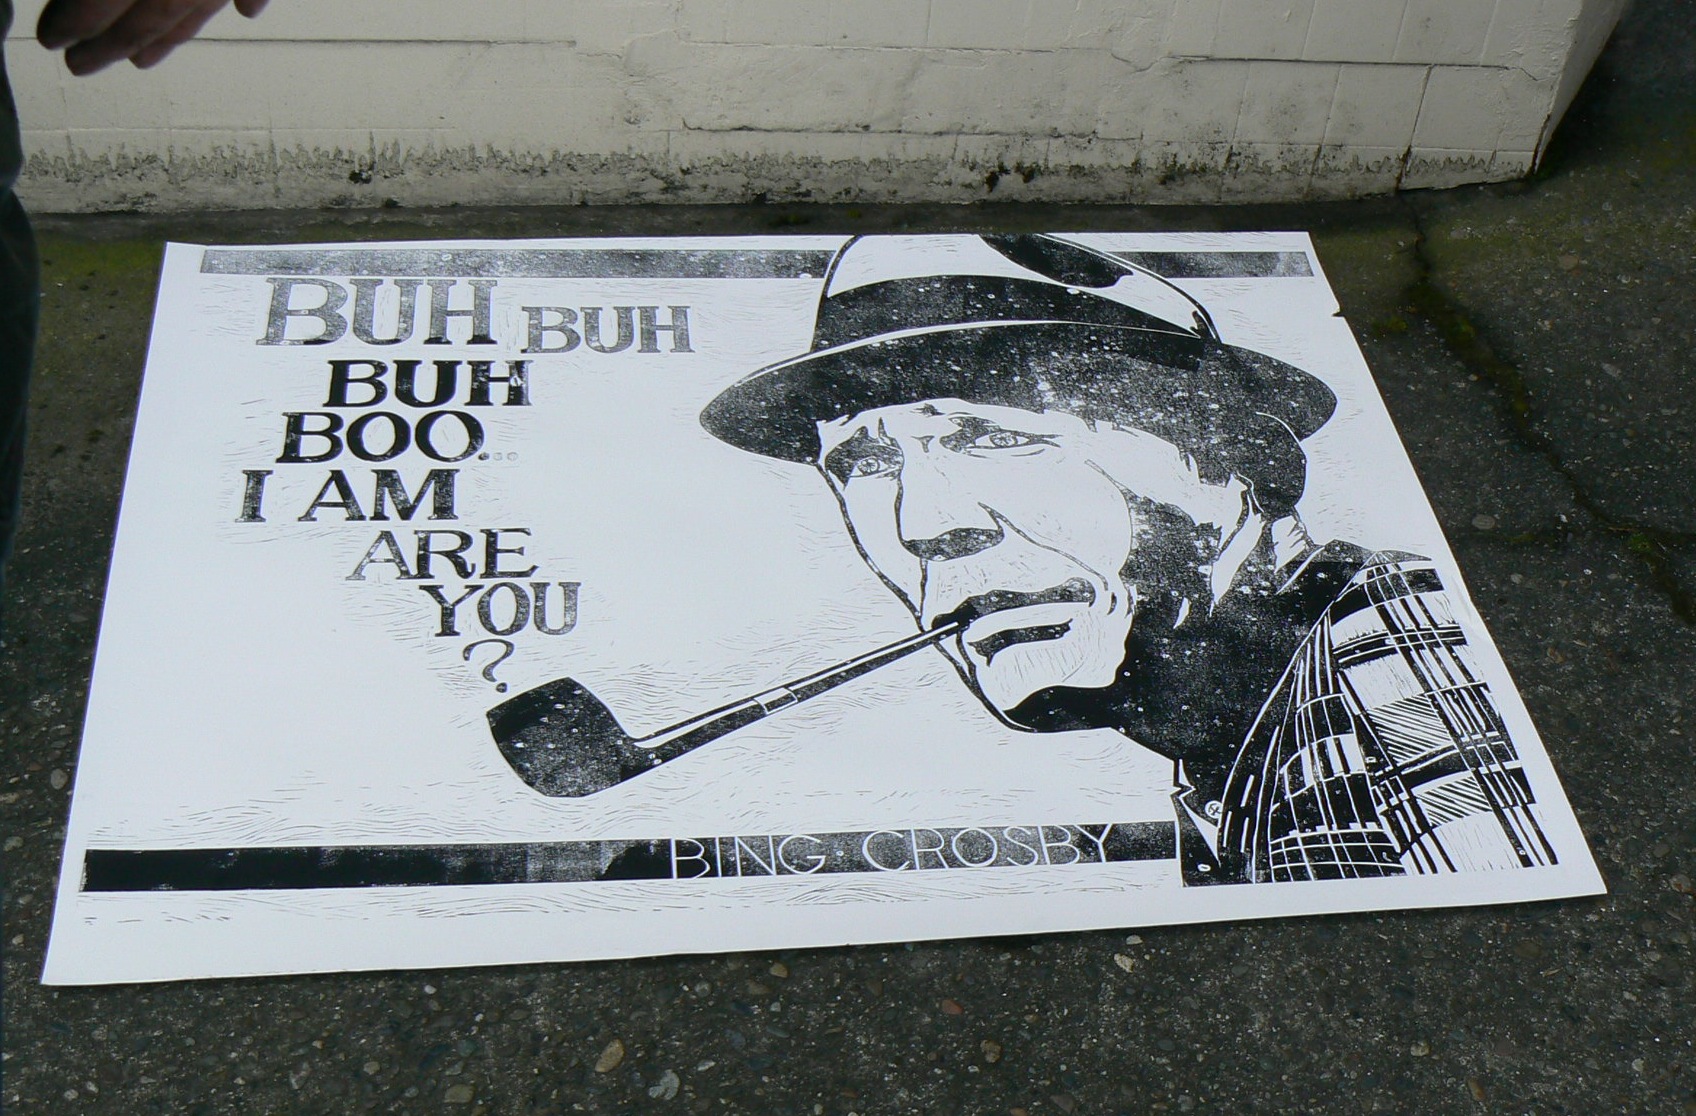 BUH BUH
BUH
BOO...
I AM
ARE
YOU
?
BING · CROSBY